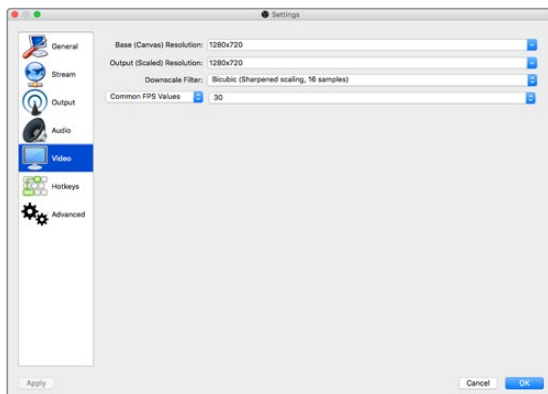 Settings
General
Stream
Output
Audio
Video
Hotkeys
Advanced
Base (Canvas) Resolution: 1280x720
Output (Scaled) Resolution: 1280x720
Downscale Filter: Bicubic (Sharpened scaling, 16 samples)
Common FPS Values 30
Apply Cancel OK